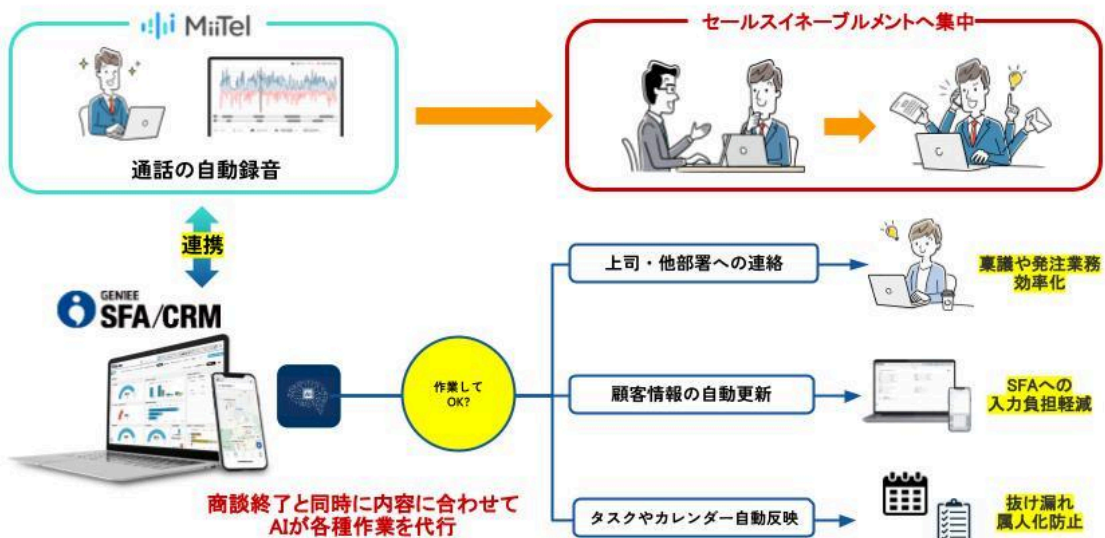 MiiTel
通話の自動録音
セールスイネーブルメントへ集中
連携
GENIEE
SFA/CRM
AI
作業して
OK?
商談終了と同時に内容に合わせて
AIが各種作業を代行
上司・他部署への連絡
稟議や発注業務
効率化
顧客情報の自動更新
SFAへの
入力負担軽減
タスクやカレンダー自動反映
抜け漏れ
属人化防止